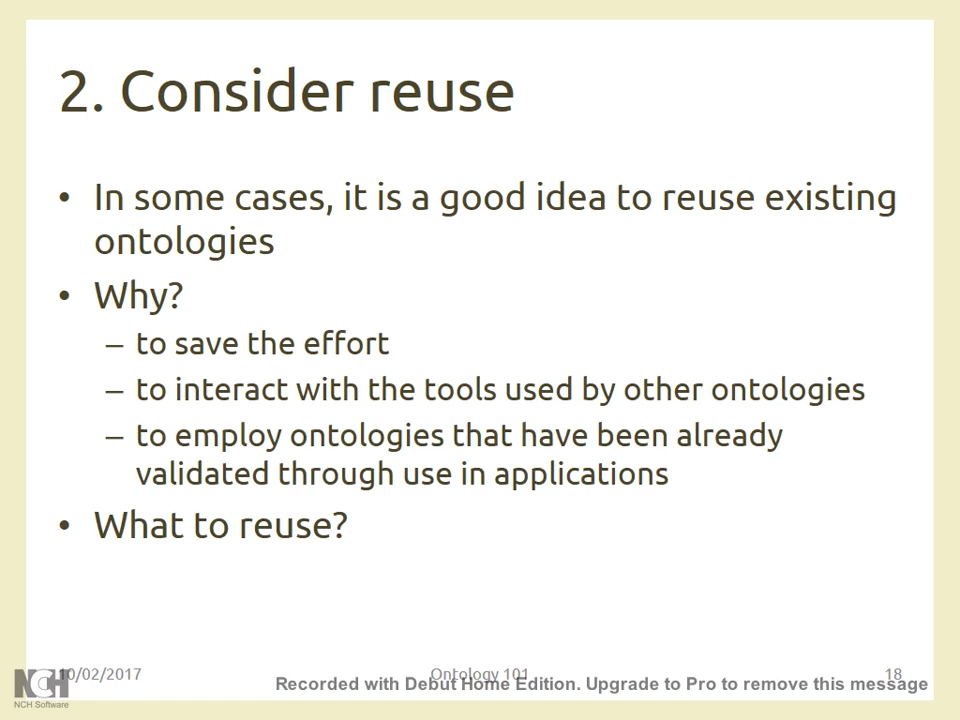 2. Consider reuse
• In some cases, it is a good idea to reuse existing
ontologies
• Why?
– to save the effort
– to interact with the tools used by other ontologies
– to employ ontologies that have been already
validated through use in applications
• What to reuse?
10/02/2017
Ontology 101
18
Recorded with Debut Home Edition. Upgrade to Pro to remove this message
NCH
NCH Software